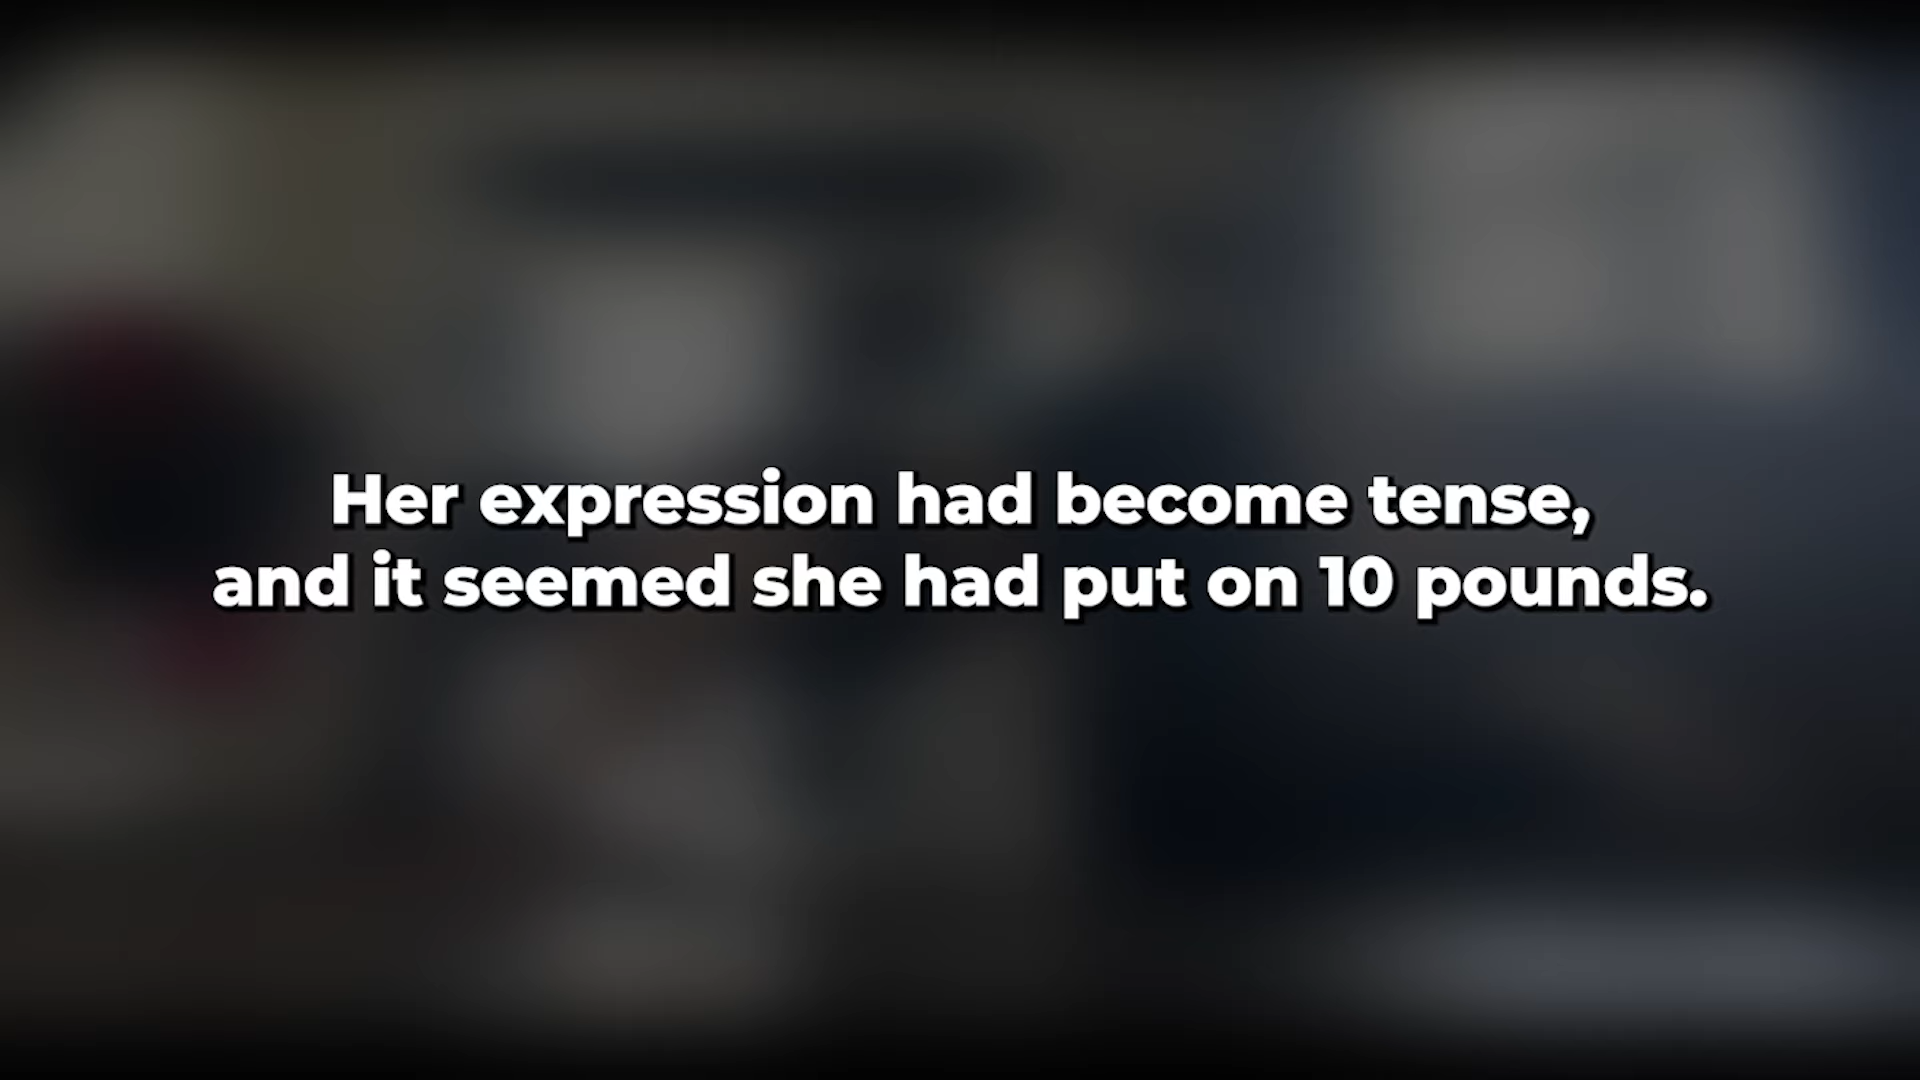 Her expression had become tense,
and it seemed she had put on 10 pounds.